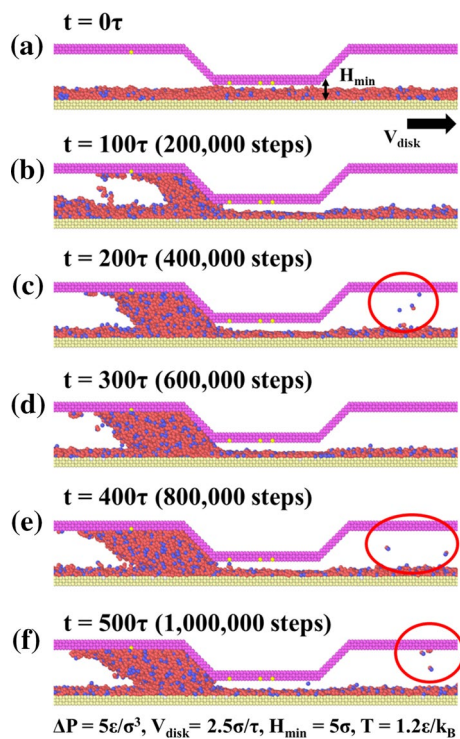 t = 0τ
(a)
H_min
V_disk
t = 100τ (200,000 steps)
(b)
t = 200τ (400,000 steps)
(c)
t = 300τ (600,000 steps)
(d)
t = 400τ (800,000 steps)
(e)
t = 500τ (1,000,000 steps)
(f)
ΔP = 5ε/σ³, V_disk= 2.5σ/τ, H_min = 5σ, T = 1.2ε/k_B